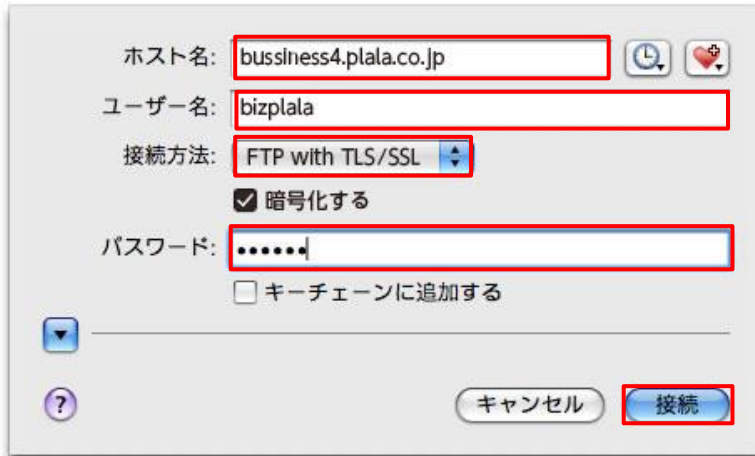 ホスト名: bussiness4.plala.co.jp
ユーザー名: bizplala
接続方法: FTP with TLS/SSL
暗号化する
パスワード: ••••••
キーチェーンに追加する
?
キャンセル 接続